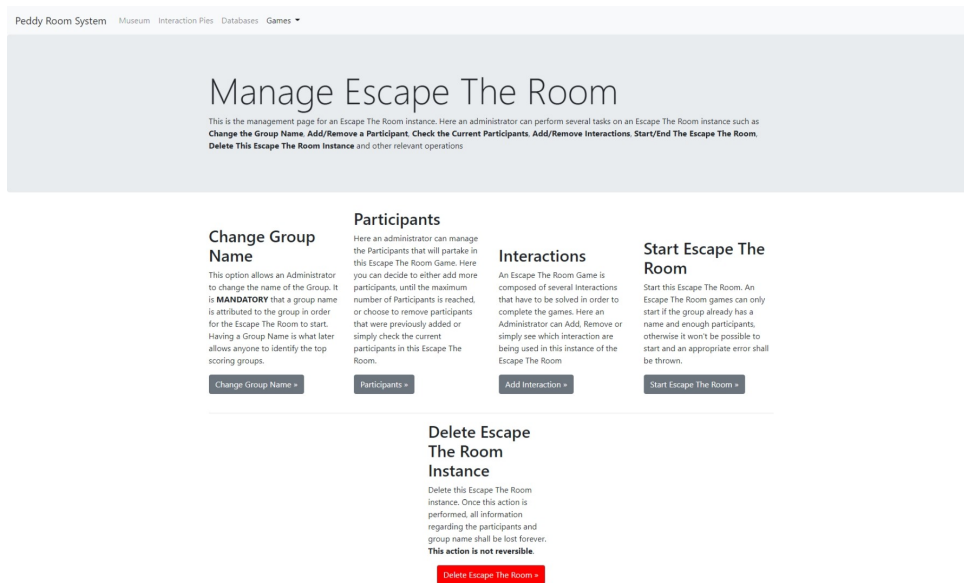 Peddy Room System Museum Interaction Pies Databases Games
Manage Escape The Room
This is the management page for an Escape The Room instance. Here an administrator can perform several tasks on an Escape The Room instance such as
Change the Group Name, Add/Remove a Participant, Check the Current Participants, Add/Remove Interactions, Start/End The Escape The Room,
Delete This Escape The Room Instance and other relevant operations
Change Group
Name
This option allows an Administrator
to change the name of the Group. It
is MANDATORY that a group name
is attributed to the group in order
for the Escape The Room to start.
Having a Group Name is what later
allows anyone to identify the top
scoring groups.
Change Group Name »
Participants
Here an administrator can manage
the Participants that will partake in
this Escape The Room Game. Here
you can decide to either add more
participants, until the maximum
number of Participants is reached,
or choose to remove participants
that were previously added or
simply check the current
participants in this Escape The
Room.
Participants »
Interactions
An Escape The Room Game is
composed of several Interactions
that have to be solved in order to
complete the games. Here an
Administrator can Add, Remove or
simply see which interaction are
being used in this instance of the
Escape The Room
Add Interaction »
Start Escape The
Room
Start this Escape The Room. An
Escape The Room games can only
start if the group already has a
name and enough participants,
otherwise it won't be possible to
start and an appropriate error shall
be thrown.
Start Escape The Room »
Delete Escape
The Room
Instance
Delete this Escape The Room
instance. Once this action is
performed, all information
regarding the participants and
group name shall be lost forever.
This action is not reversible.
Delete Escape The Room »